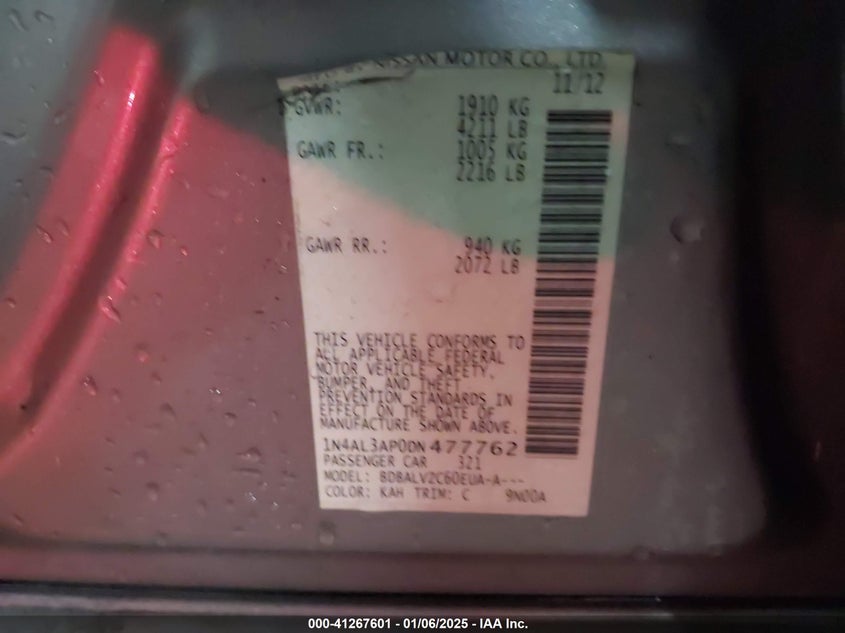 NISSAN MOTOR CO., LTD.
11/12
GVWR: 1910 KG
4211 LB
GAWR FR.: 1005 KG
2216 LB
GAWR RR.: 940 KG
2072 LB
THIS VEHICLE CONFORMS TO
ALL APPLICABLE FEDERAL
MOTOR VEHICLE SAFETY,
BUMPER, AND THEFT
PREVENTION STANDARDS IN
EFFECT ON THE DATE OF
MANUFACTURE SHOWN ABOVE.
1N4AL3AP0DN477762
PASSENGER CAR 321
MODEL: BDBALV2C60EUA-A---
COLOR: KAH TRIM: C 9N00A
000-41267601 - 01/06/2025 - IAA Inc.